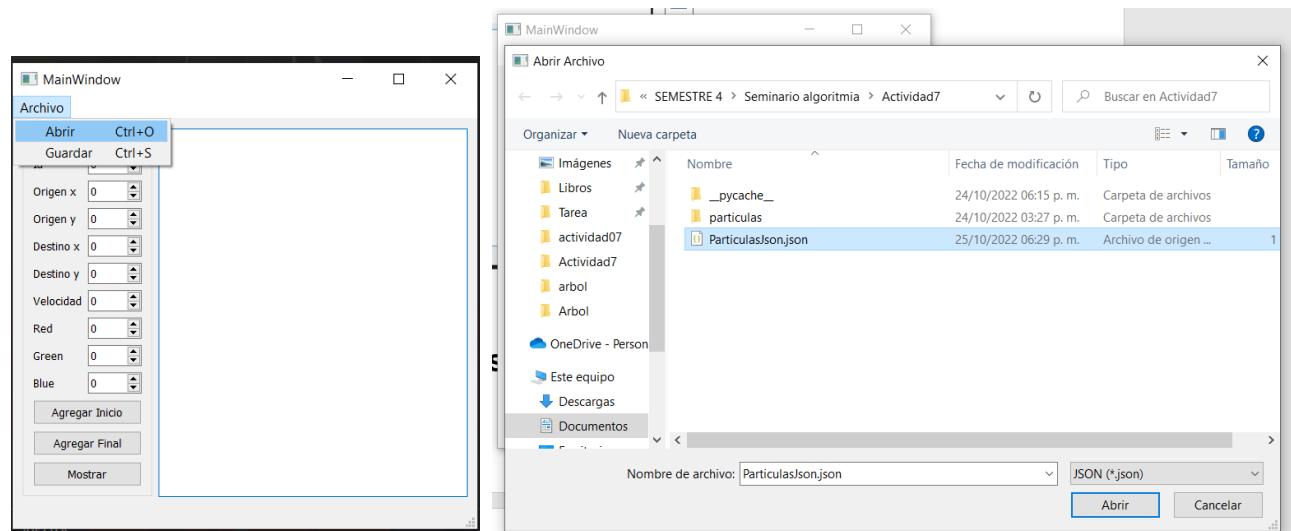 MainWindow
Archivo
Abrir Ctrl+O
Guardar Ctrl+S
Origen x 0
Origen y 0
Destino x 0
Destino y 0
Velocidad 0
Red 0
Green 0
Blue 0
Agregar Inicio
Agregar Final
Mostrar
MainWindow
Abrir Archivo
« SEMESTRE 4 > Seminario algoritmia > Actividad7
Buscar en Actividad7
Organizar
Nueva carpeta
Nombre Fecha de modificación Tipo Tamaño
__pycache__ 24/10/2022 06:15 p. m. Carpeta de archivos
particulas 24/10/2022 03:27 p. m. Carpeta de archivos
ParticulasJson.json 25/10/2022 06:29 p. m. Archivo de origen ... 1
Imágenes
Libros
Tarea
actividad07
Actividad7
arbol
Arbol
OneDrive - Person
Este equipo
Descargas
Documentos
Nombre de archivo: ParticulasJson.json JSON (*.json)
Abrir Cancelar